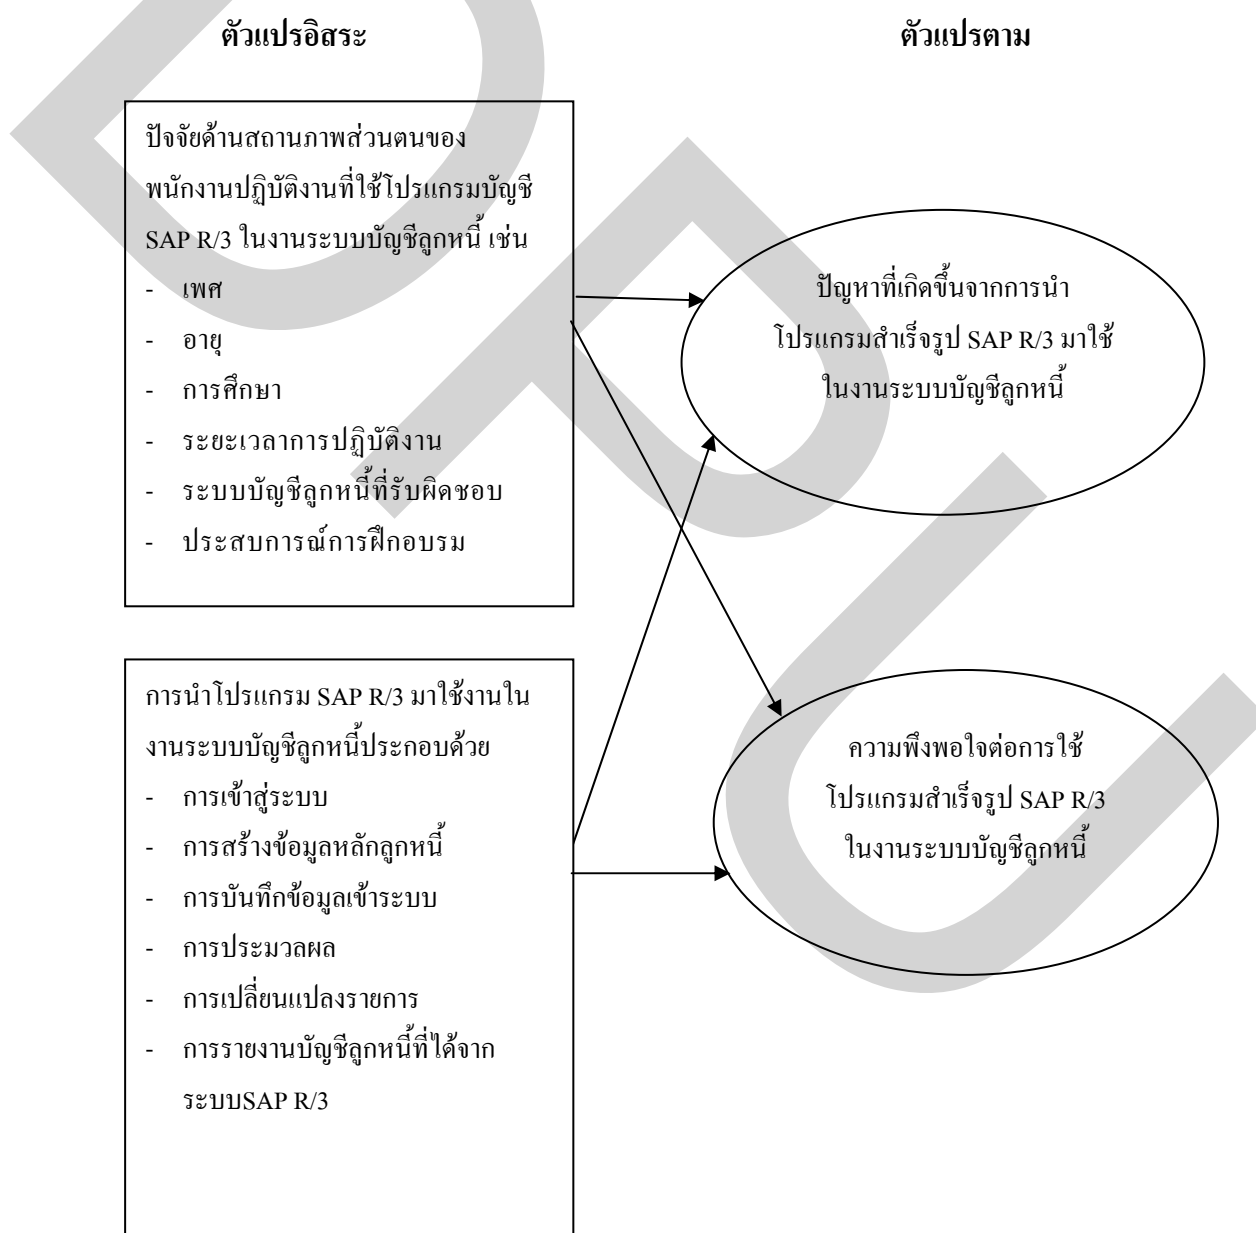 ตัวแปรอิสระ
ตัวแปรตาม
ปัจจัยด้านสถานภาพส่วนตนของ
พนักงานปฏิบัติงานที่ใช้โปรแกรมบัญชี
SAP R/3 ในงานระบบบัญชีลูกหนี้ เช่น
- เพศ
- อายุ
- การศึกษา
- ระยะเวลาการปฏิบัติงาน
- ระบบบัญชีลูกหนี้ที่รับผิดชอบ
- ประสบการณ์การฝึกอบรม
ปัญหาที่เกิดขึ้นจากการนำ
โปรแกรมสำเร็จรูป SAP R/3 มาใช้
ในงานระบบบัญชีลูกหนี้
การนำโปรแกรม SAP R/3 มาใช้งานใน
งานระบบบัญชีลูกหนี้ประกอบด้วย
- การเข้าสู่ระบบ
- การสร้างข้อมูลหลักลูกหนี้
- การบันทึกข้อมูลเข้าระบบ
- การประมวลผล
- การเปลี่ยนแปลงรายการ
- การรายงานบัญชีลูกหนี้ที่ได้จาก
ระบบSAP R/3
ความพึงพอใจต่อการใช้
โปรแกรมสำเร็จรูป SAP R/3
ในงานระบบบัญชีลูกหนี้
DPU